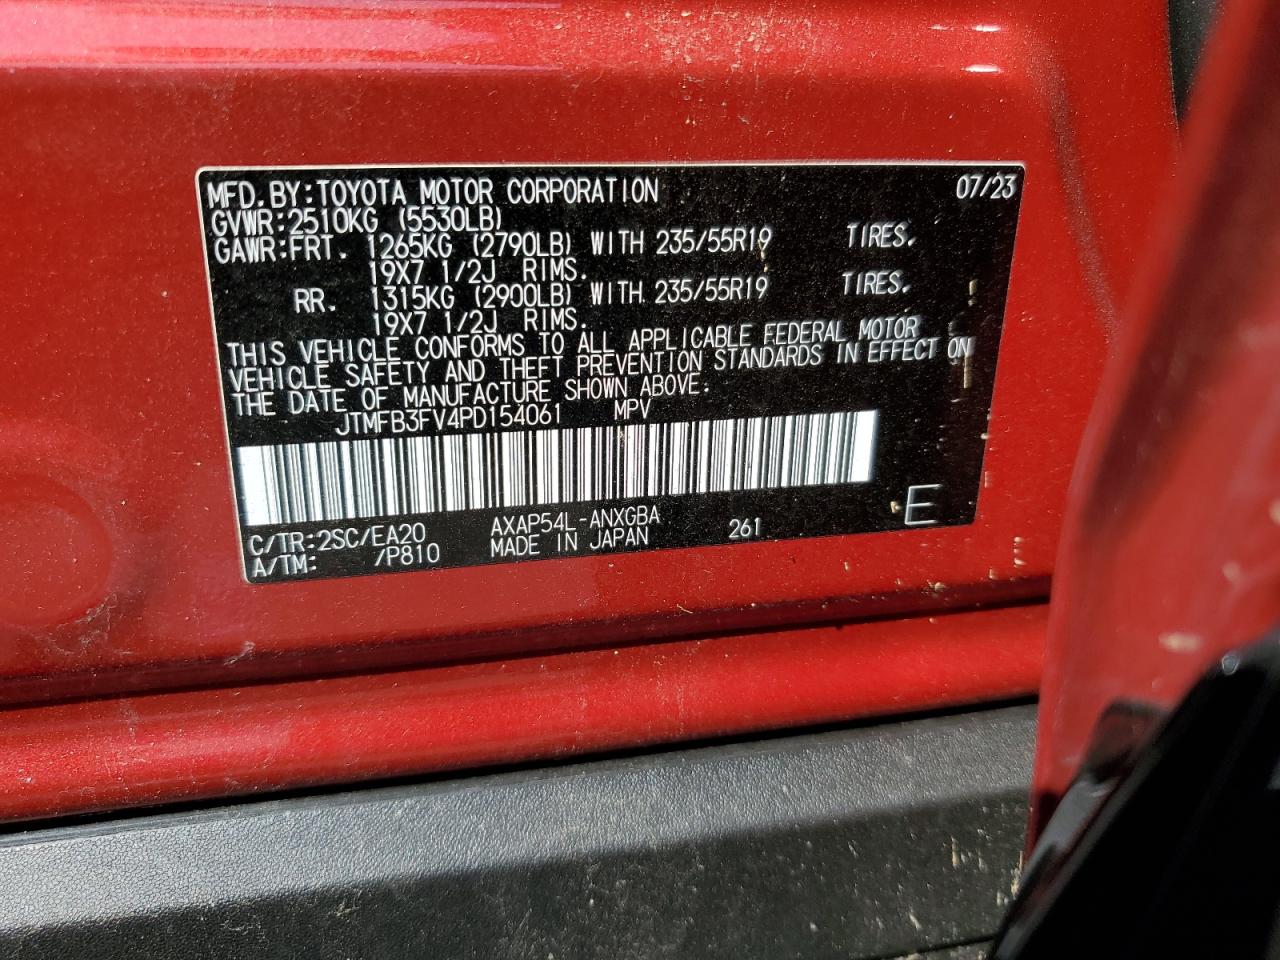 MFD. BY: TOYOTA MOTOR CORPORATION 07/23
GVWR: 2510KG (5530LB)
GAWR: FRT. 1265KG (2790LB) WITH 235/55R19 TIRES.
19X7 1/2J RIMS.
RR. 1315KG (2900LB) WITH 235/55R19 TIRES.
19X7 1/2J RIMS.
THIS VEHICLE CONFORMS TO ALL APPLICABLE FEDERAL MOTOR
VEHICLE SAFETY AND THEFT PREVENTION STANDARDS IN EFFECT ON
THE DATE OF MANUFACTURE SHOWN ABOVE.
JTMFB3FV4PD154061 MPV
C/TR: 2SC/EA20 AXAP54L-ANXGBA 261 E
A/TM: /P810 MADE IN JAPAN